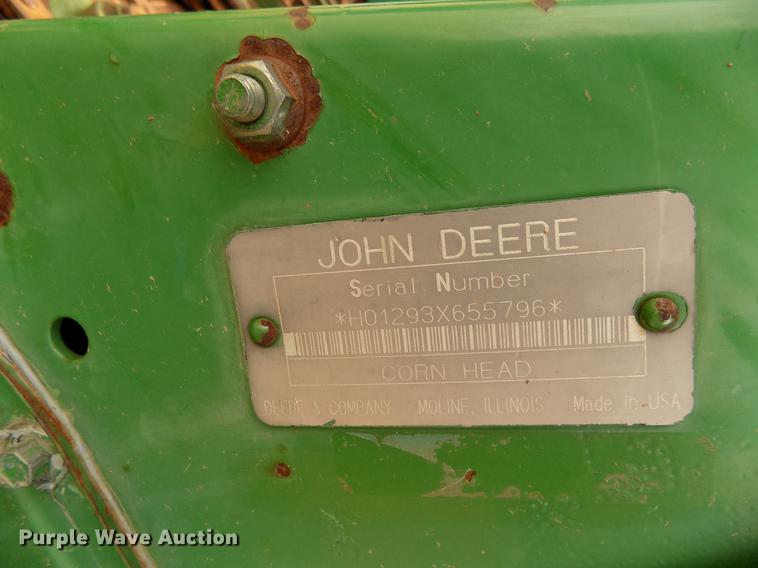 JOHN DEERE
Serial Number
*H01293X655796*
CORN HEAD
DEERE & COMPANY MOLINE, ILLINOIS Made in USA
Purple Wave Auction